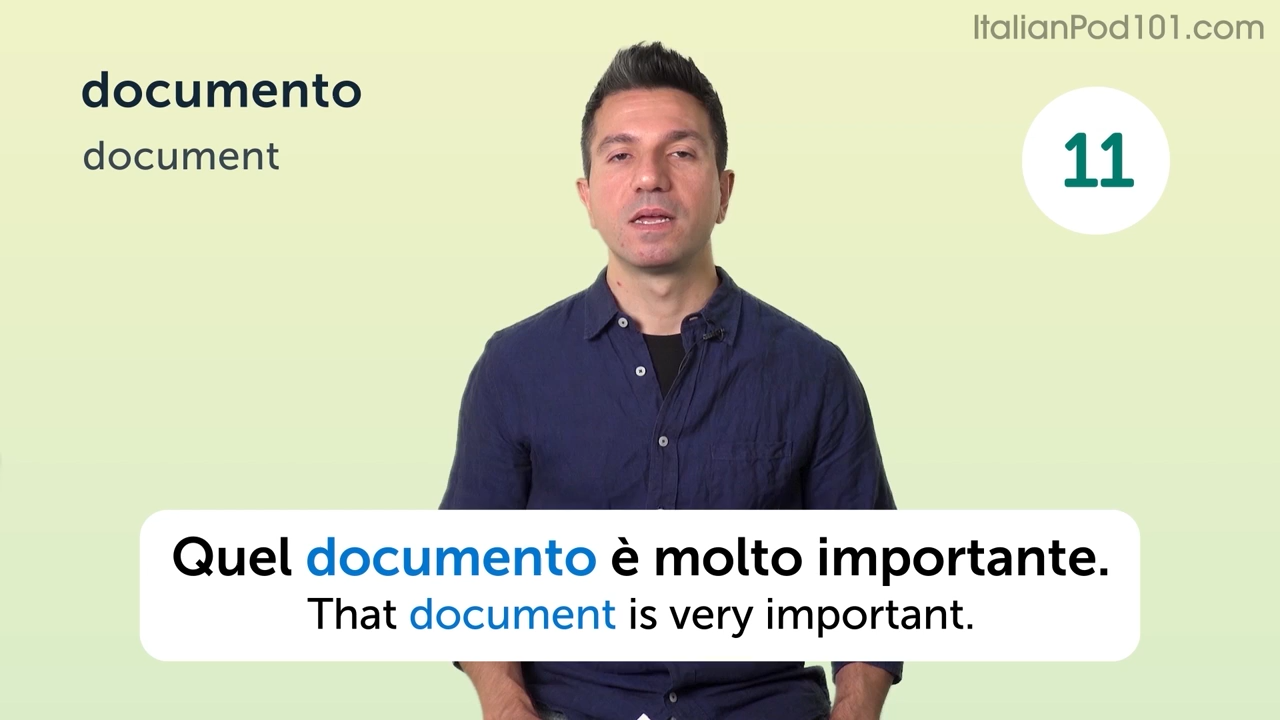 ItalianPod101.com
documento
document
11
Quel documento è molto importante.
That document is very important.